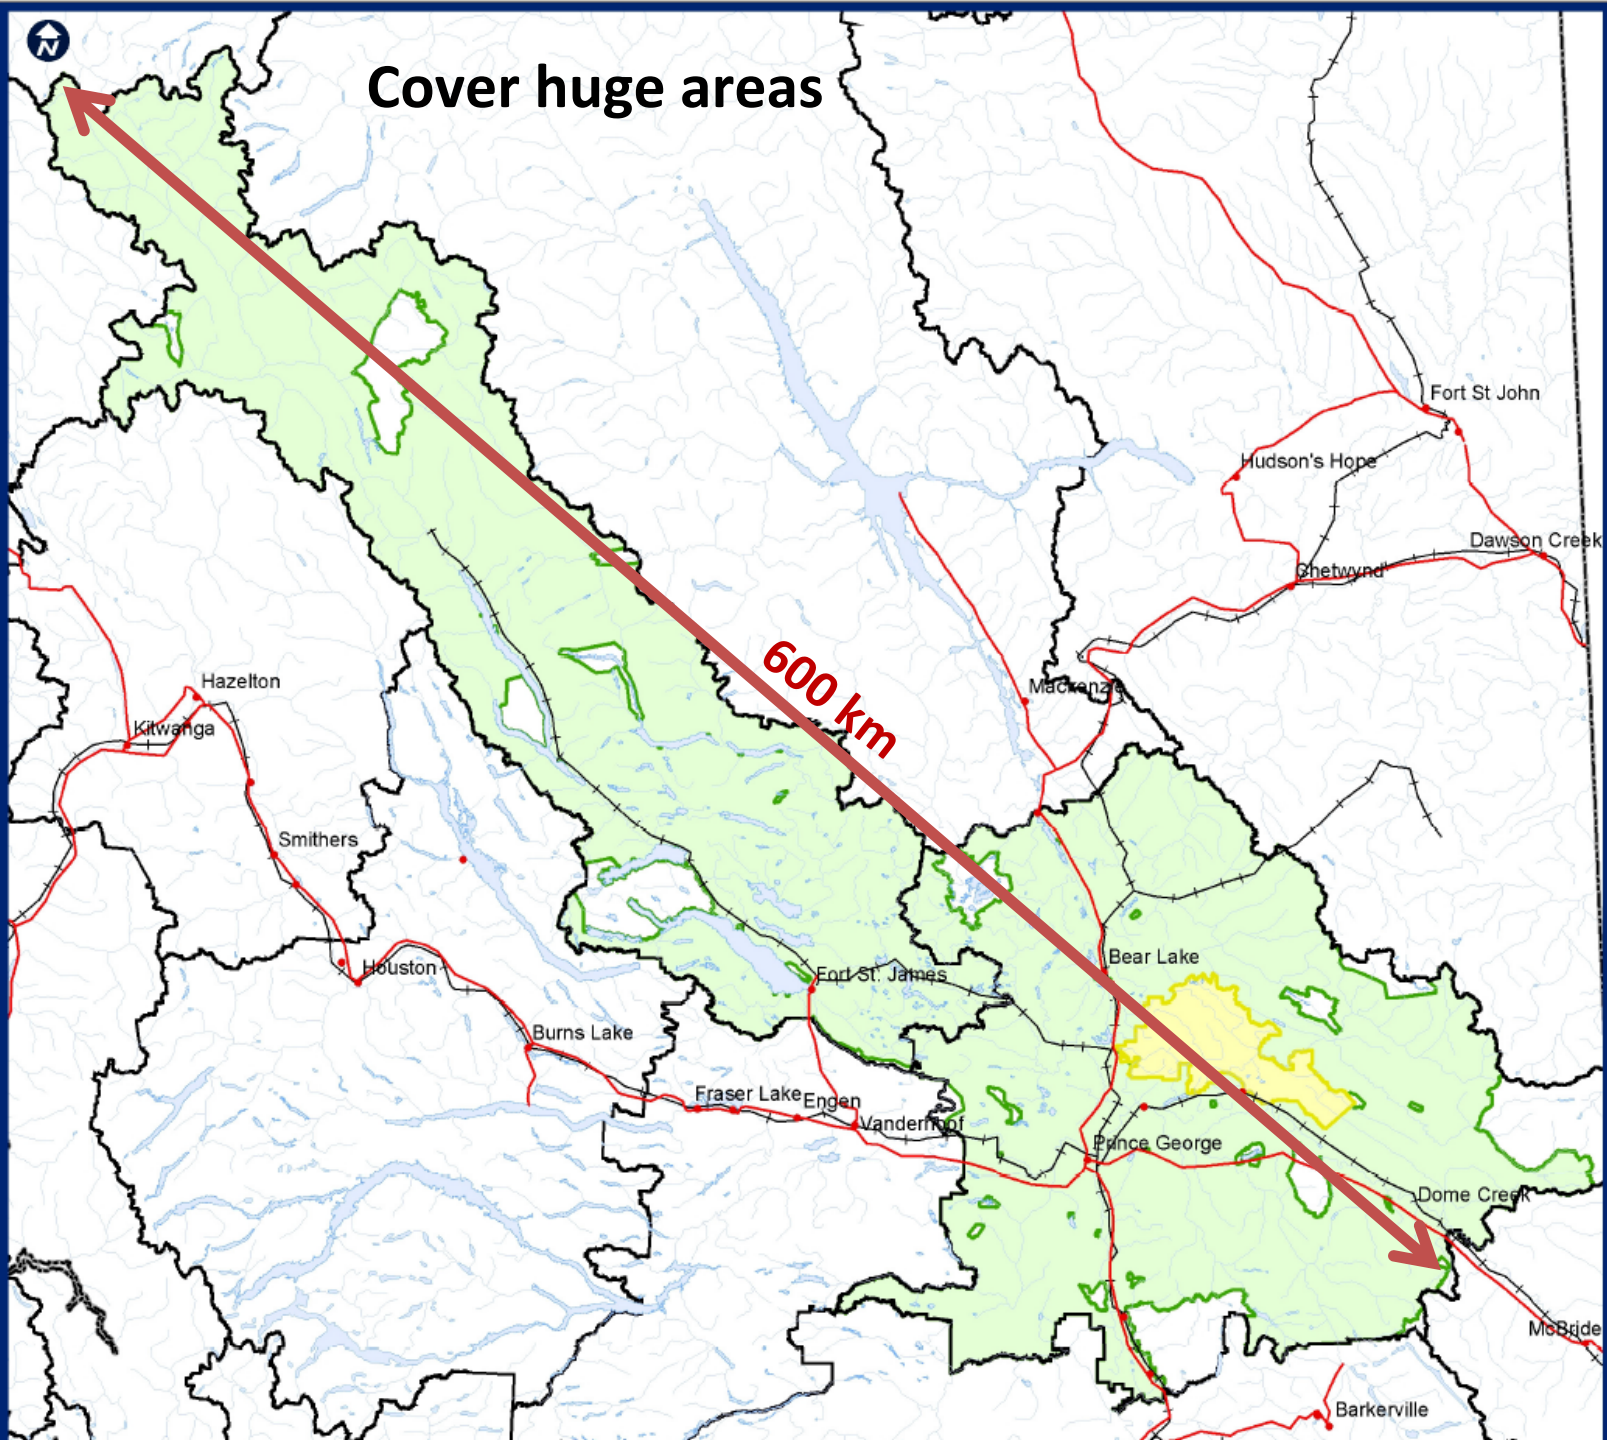 N
Cover huge areas
Fort St John
Hudson's Hope
Dawson Creek
Chetwynd
600 km
Hazelton
Mackenzie
Kitwanga
Smithers
Bear Lake
Houston
Fort St. James
Burns Lake
Fraser Lake
Engen
Vanderhoof
Prince George
Dome Creek
McBride
Barkerville